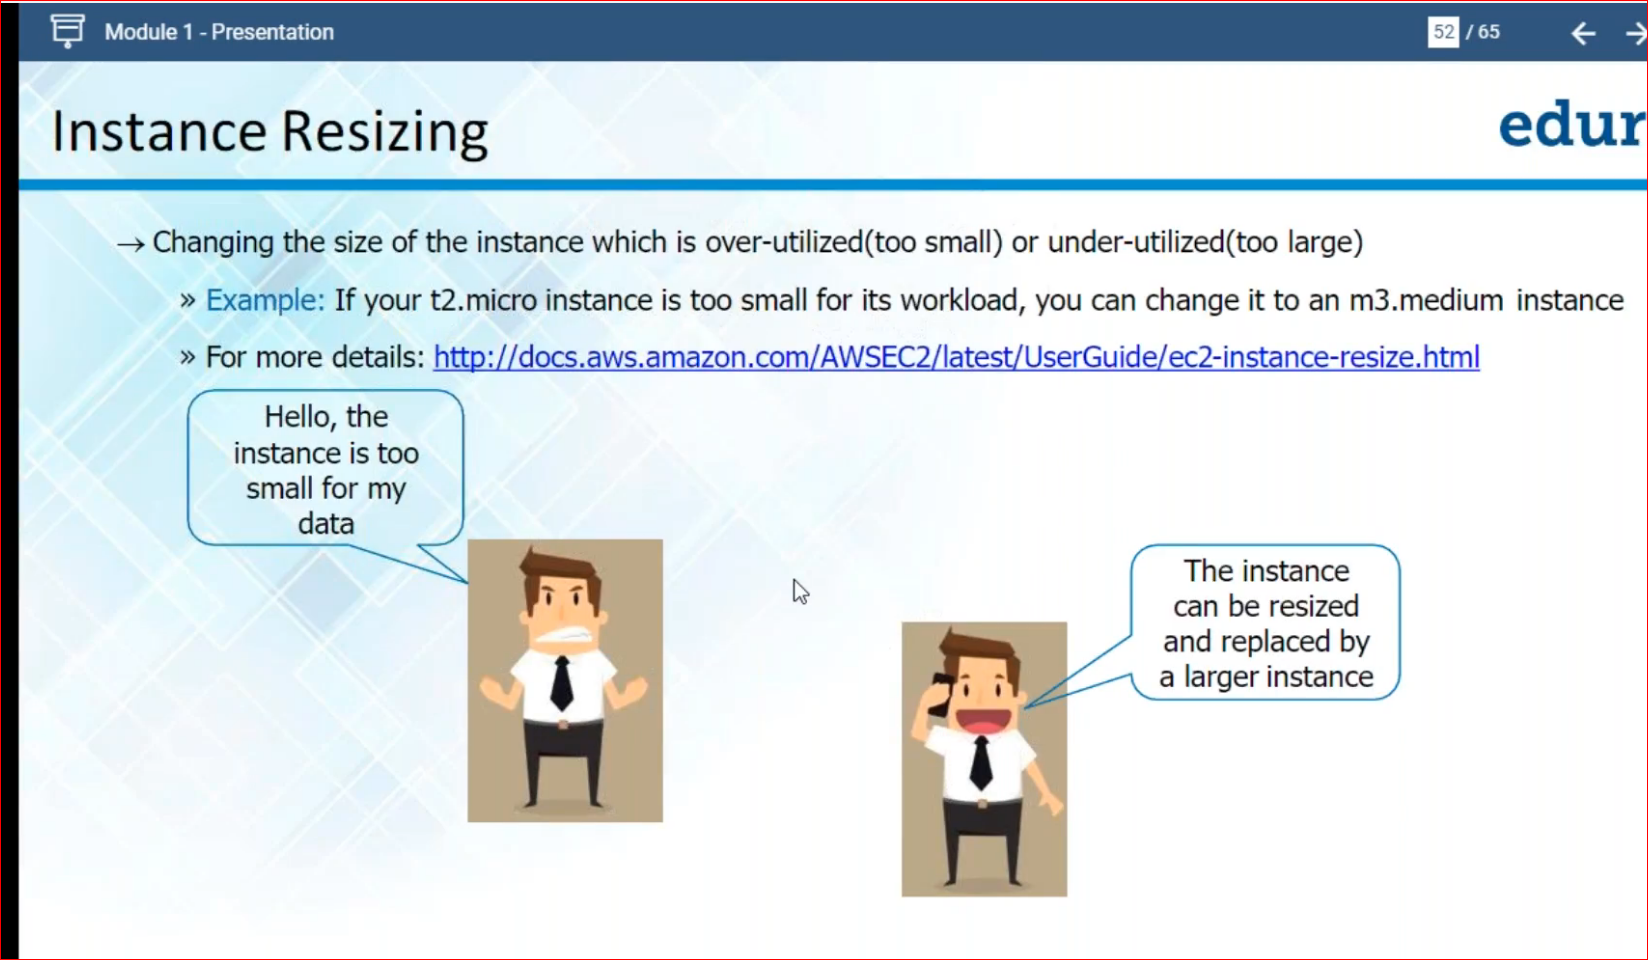 Module 1 - Presentation
52 / 65
Instance Resizing
edur
→ Changing the size of the instance which is over-utilized(too small) or under-utilized(too large)
» Example: If your t2.micro instance is too small for its workload, you can change it to an m3.medium instance
» For more details: http://docs.aws.amazon.com/AWSEC2/latest/UserGuide/ec2-instance-resize.html
Hello, the
instance is too
small for my
data
The instance
can be resized
and replaced by
a larger instance